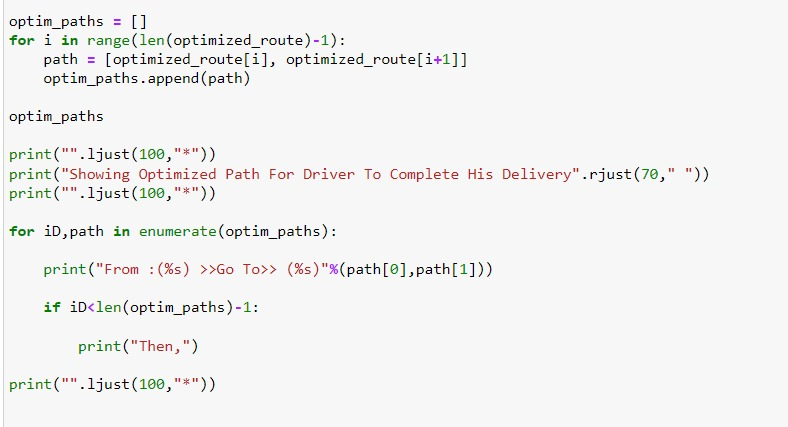 optim_paths = []
for i in range(len(optimized_route)-1):
    path = [optimized_route[i], optimized_route[i+1]]
    optim_paths.append(path)
optim_paths
print("".ljust(100,"*"))
print("Showing Optimized Path For Driver To Complete His Delivery".rjust(70," "))
print("".ljust(100,"*"))
for iD,path in enumerate(optim_paths):
    print("From :(%s) >>Go To>> (%s)"%(path[0],path[1]))
    if iD<len(optim_paths)-1:
        print("Then,")
print("".ljust(100,"*"))